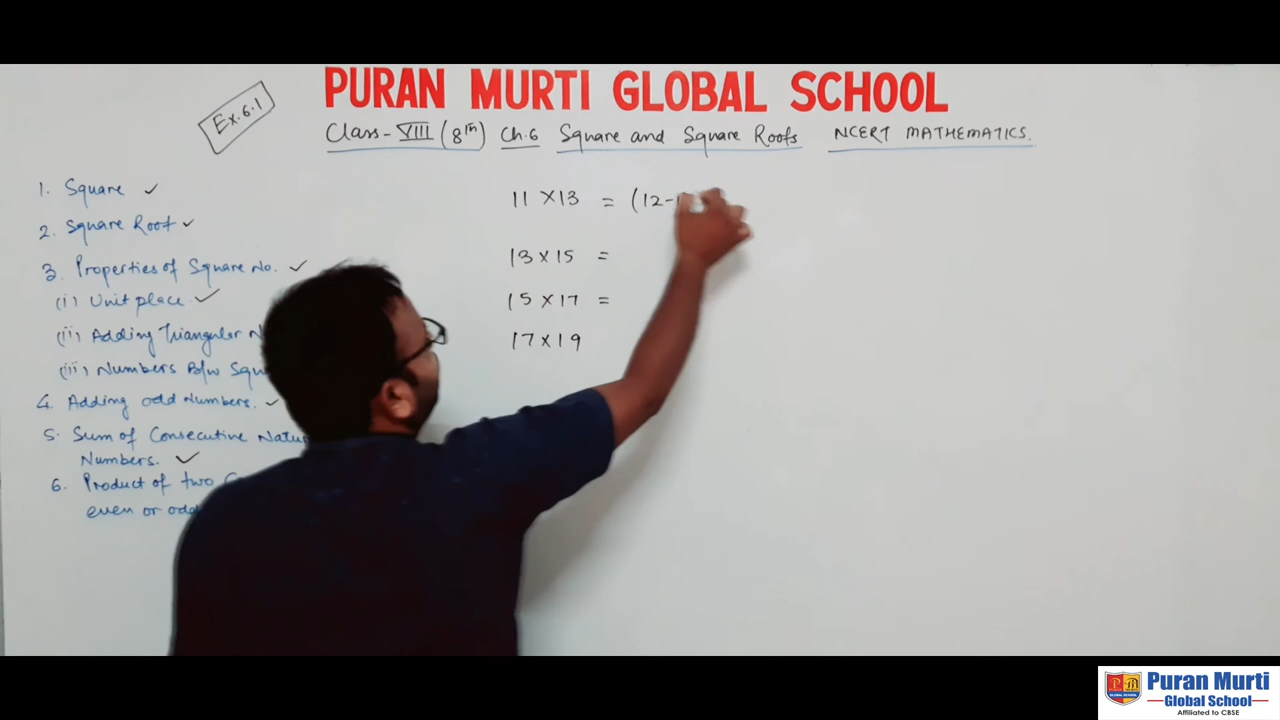 PURAN MURTI GLOBAL SCHOOL
Ex.6.1
Class-VIII (8th) Ch.6 Square and Square Roots NCERT MATHEMATICS.
1. Square ✓
2. Square Root ✓
3. Properties of Square No. ✓
(i) Unit place ✓
(ii) Adding Triangular
(iii) Numbers B/w
4. Adding odd Numbers. ✓
5. Sum of Consecutive
Numbers. ✓
6. Product of two
even or
11 × 13 = (12-
13 × 15 =
15 × 17 =
17 × 19
Puran Murti
Global School
Affiliated to CBSE